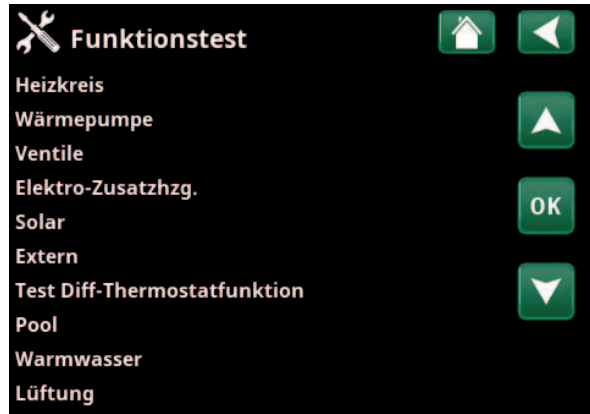 Funktionstest
Heizkreis
Wärmepumpe
Ventile
Elektro-Zusatzhzg.
OK
Solar
Extern
Test Diff-Thermostatfunktion
Pool
Warmwasser
Lüftung